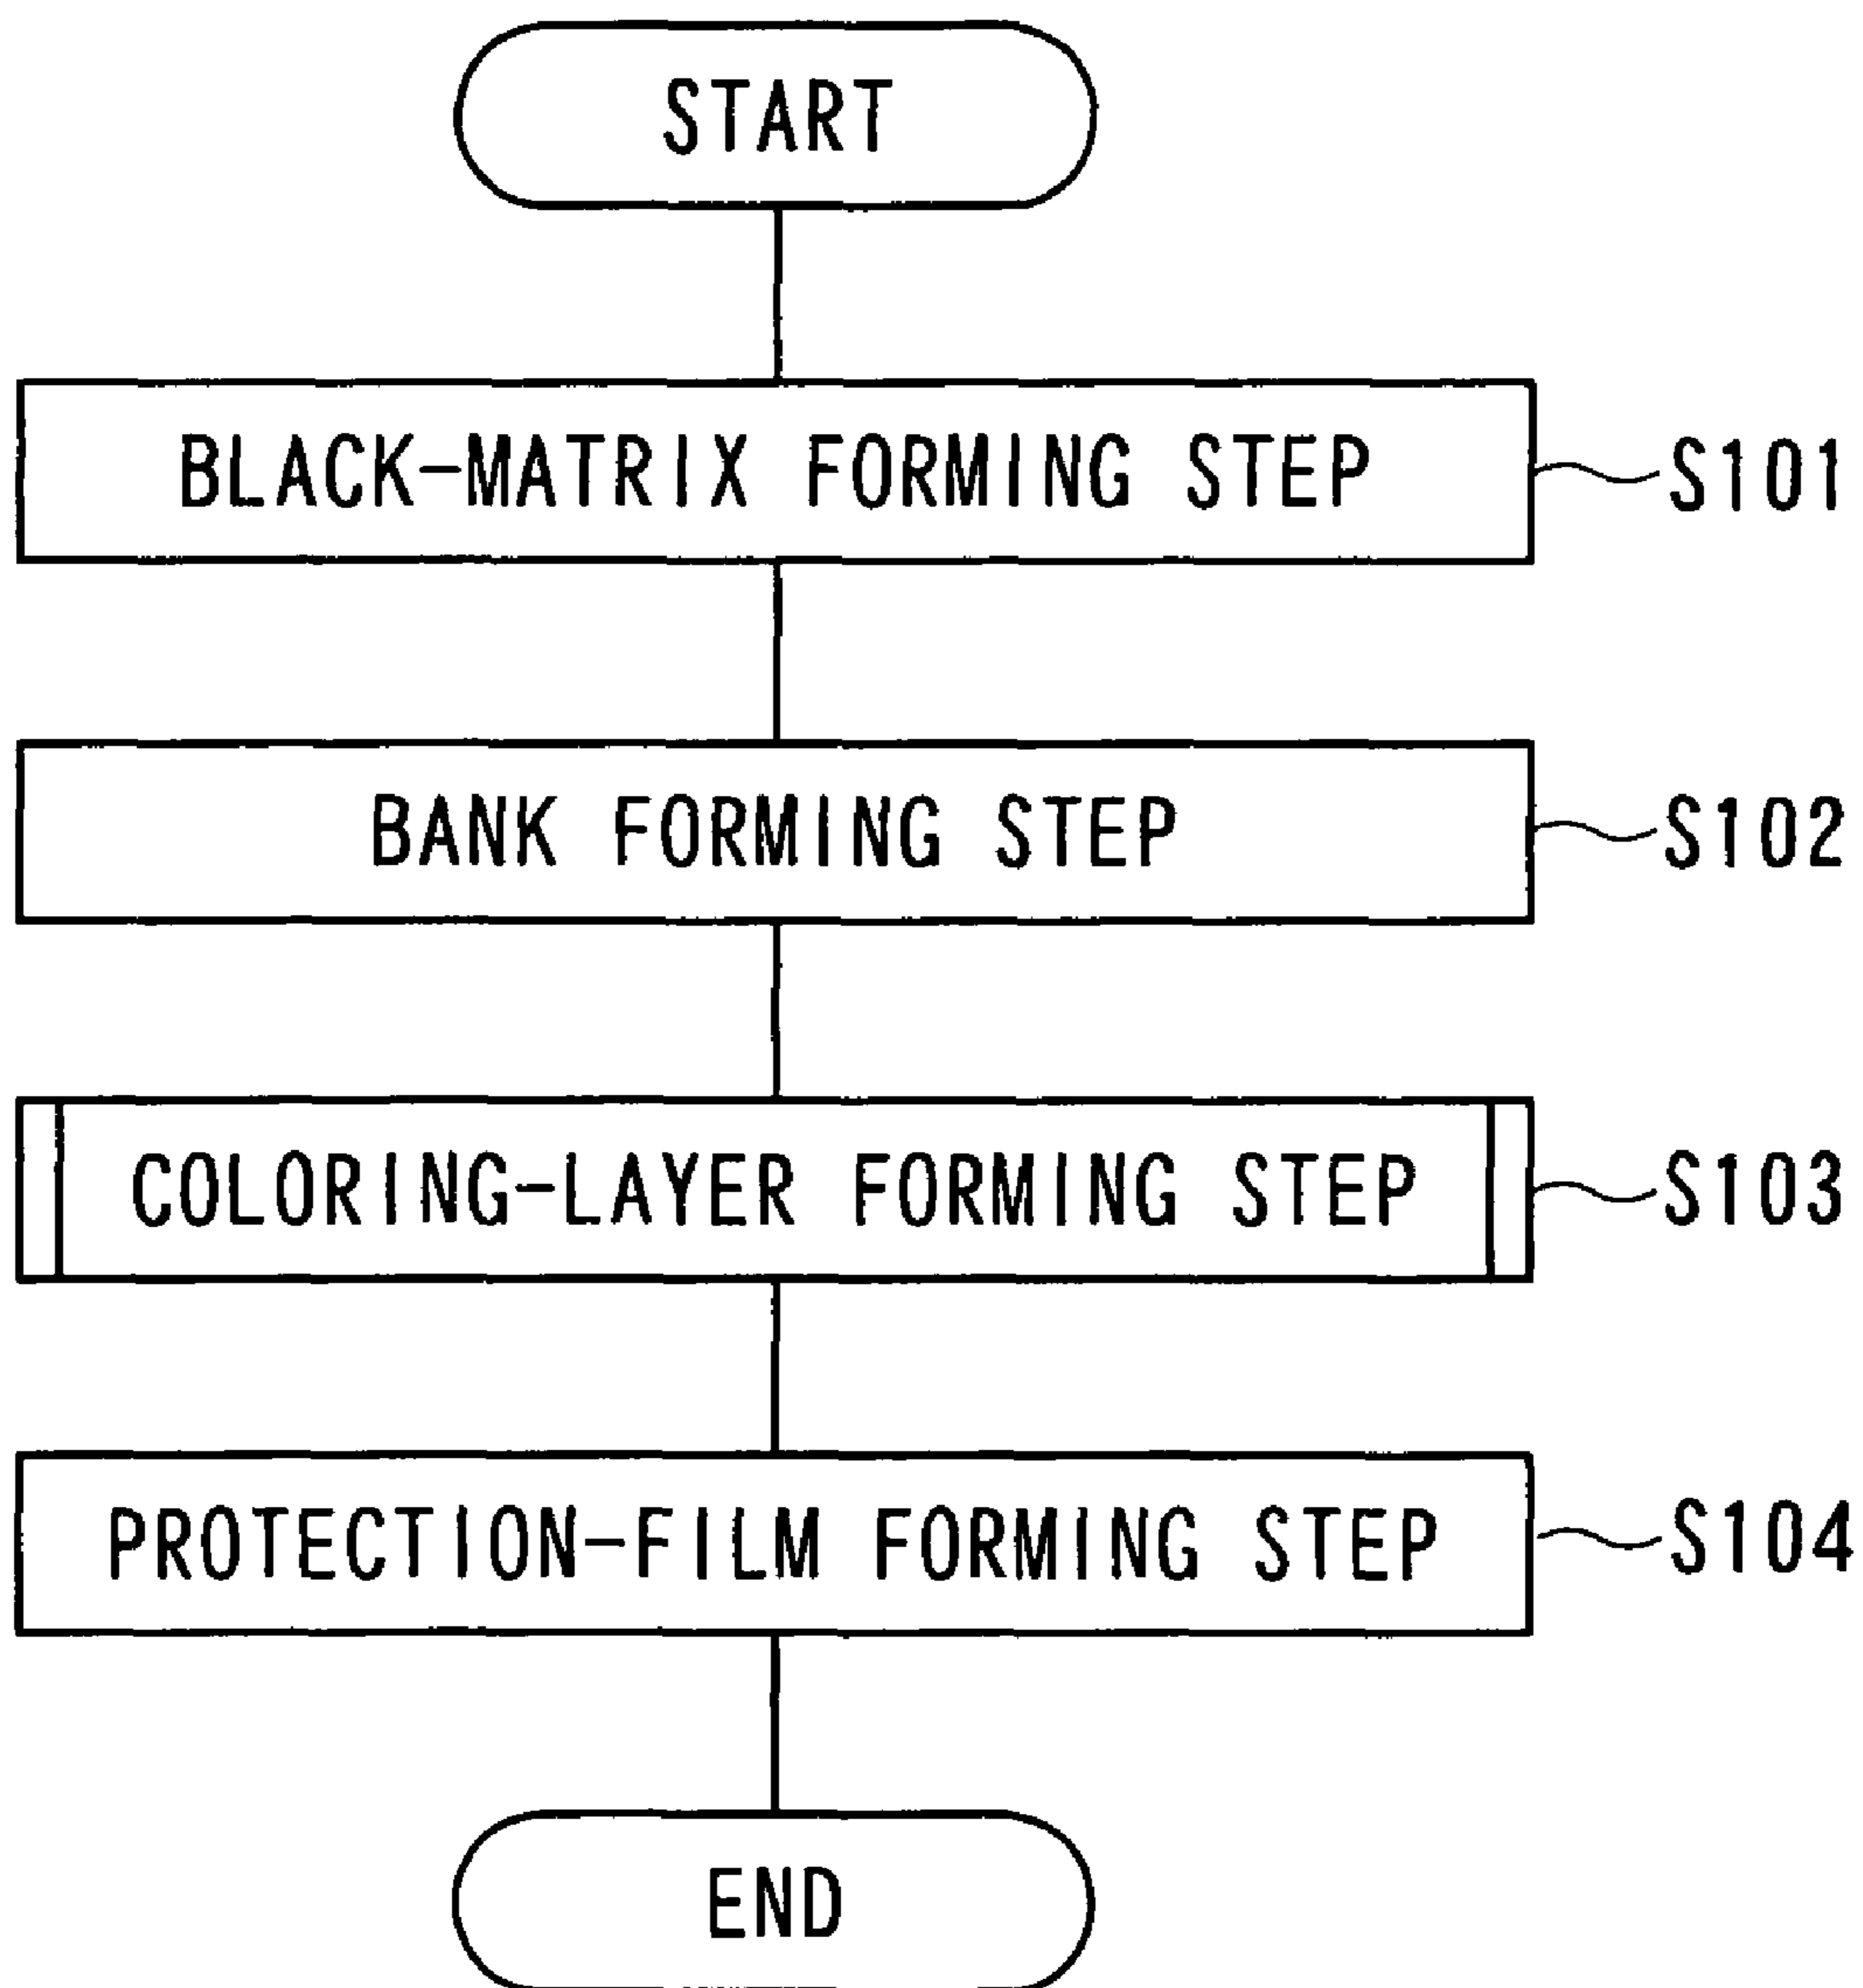 START
BLACK-MATRIX FORMING STEP S101
BANK FORMING STEP S102
COLORING-LAYER FORMING STEP S103
PROTECTION-FILM FORMING STEP S104
END